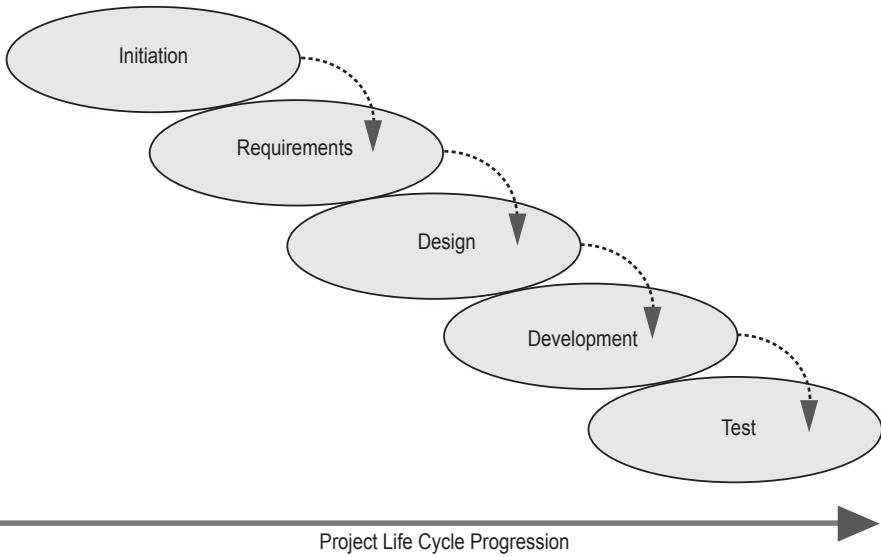 Initiation
Requirements
Design
Development
Test
Project Life Cycle Progression